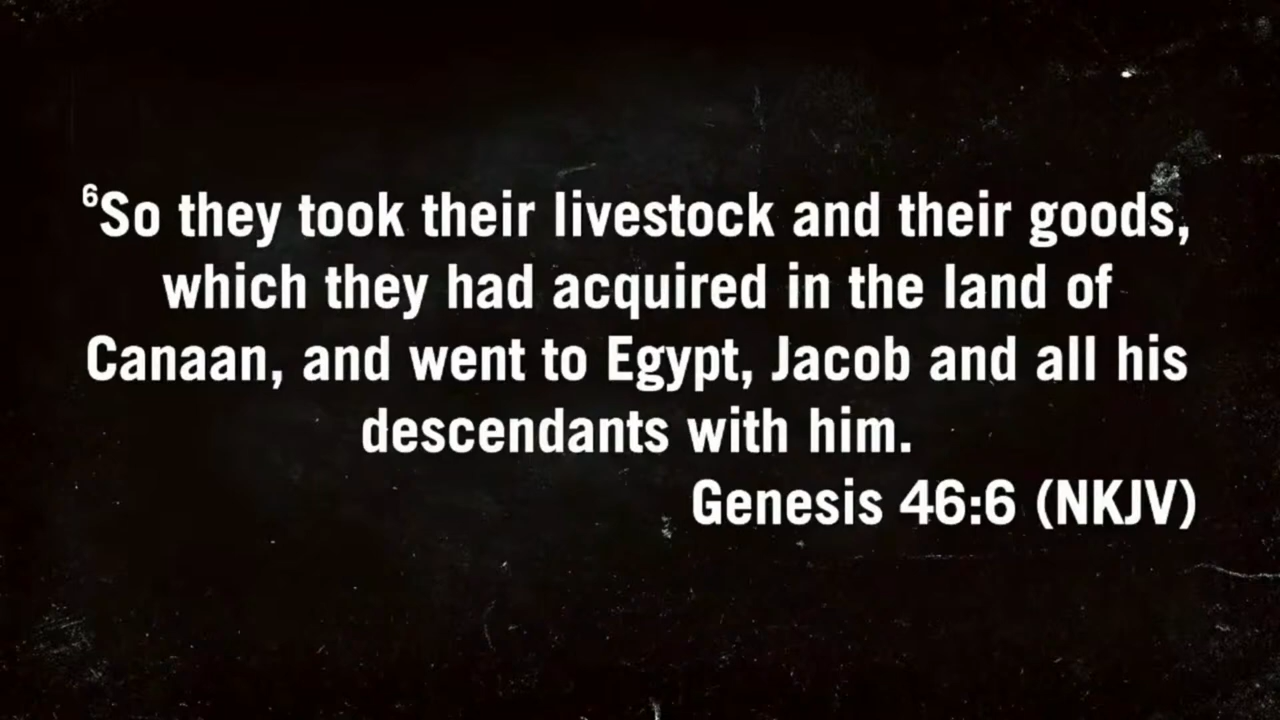 ⁶So they took their livestock and their goods,
which they had acquired in the land of
Canaan, and went to Egypt, Jacob and all his
descendants with him.
Genesis 46:6 (NKJV)